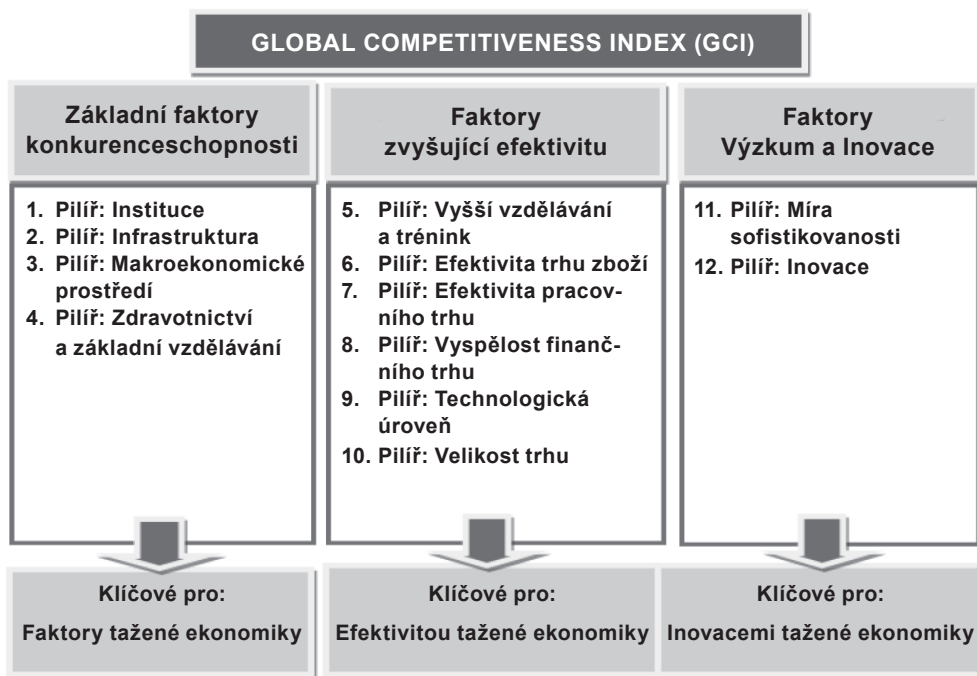 GLOBAL COMPETITIVENESS INDEX (GCI)
Základní faktory
konkurenceschopnosti
1. Pilíř: Instituce
2. Pilíř: Infrastruktura
3. Pilíř: Makroekonomické
prostředí
4. Pilíř: Zdravotnictví
a základní vzdělávání
Klíčové pro:
Faktory tažené ekonomiky
Faktory
zvyšující efektivitu
5. Pilíř: Vyšší vzdělávání
a trénink
6. Pilíř: Efektivita trhu zboží
7. Pilíř: Efektivita pracov-
ního trhu
8. Pilíř: Vyspělost finanč-
ního trhu
9. Pilíř: Technologická
úroveň
10. Pilíř: Velikost trhu
Klíčové pro:
Efektivitou tažené ekonomiky
Faktory
Výzkum a Inovace
11. Pilíř: Míra
sofistikovanosti
12. Pilíř: Inovace
Klíčové pro:
Inovacemi tažené ekonomiky